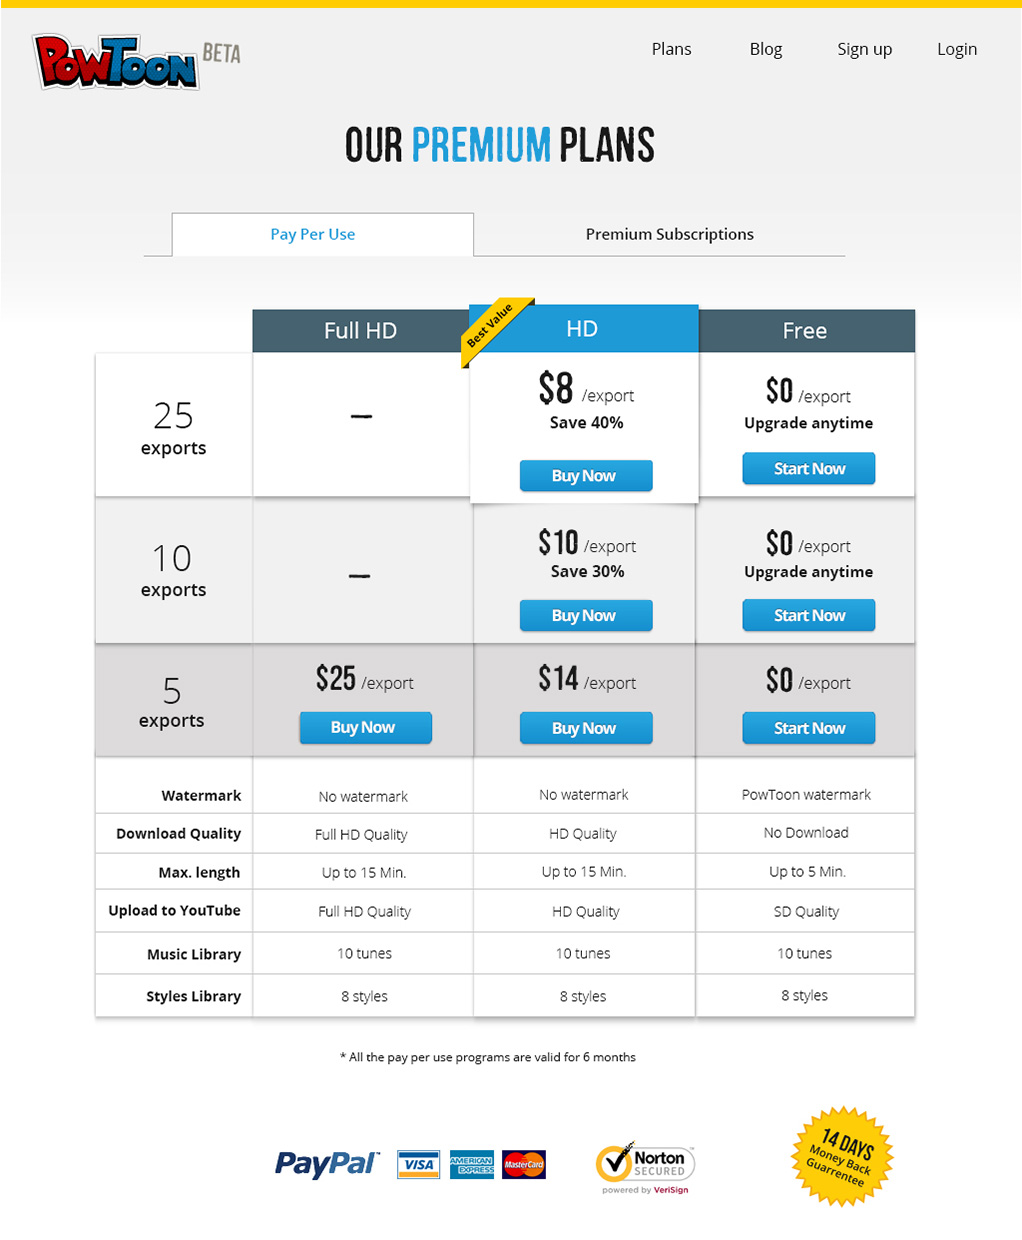 PowToon BETA
Plans Blog Sign up Login
OUR PREMIUM PLANS
Pay Per Use Premium Subscriptions
Best Value
Full HD HD Free
25 exports
–
$8 /export
Save 40%
Buy Now
$0 /export
Upgrade anytime
Start Now
10 exports
–
$10 /export
Save 30%
Buy Now
$0 /export
Upgrade anytime
Start Now
5 exports
$25 /export
Buy Now
$14 /export
Buy Now
$0 /export
Start Now
Watermark No watermark No watermark PowToon watermark
Download Quality Full HD Quality HD Quality No Download
Max. length Up to 15 Min. Up to 15 Min. Up to 5 Min.
Upload to YouTube Full HD Quality HD Quality SD Quality
Music Library 10 tunes 10 tunes 10 tunes
Styles Library 8 styles 8 styles 8 styles
* All the pay per use programs are valid for 6 months
PayPal™
VISA
AMERICAN EXPRESS
MasterCard
Norton
SECURED
powered by VeriSign
14 DAYS
Money Back
Guarrentee